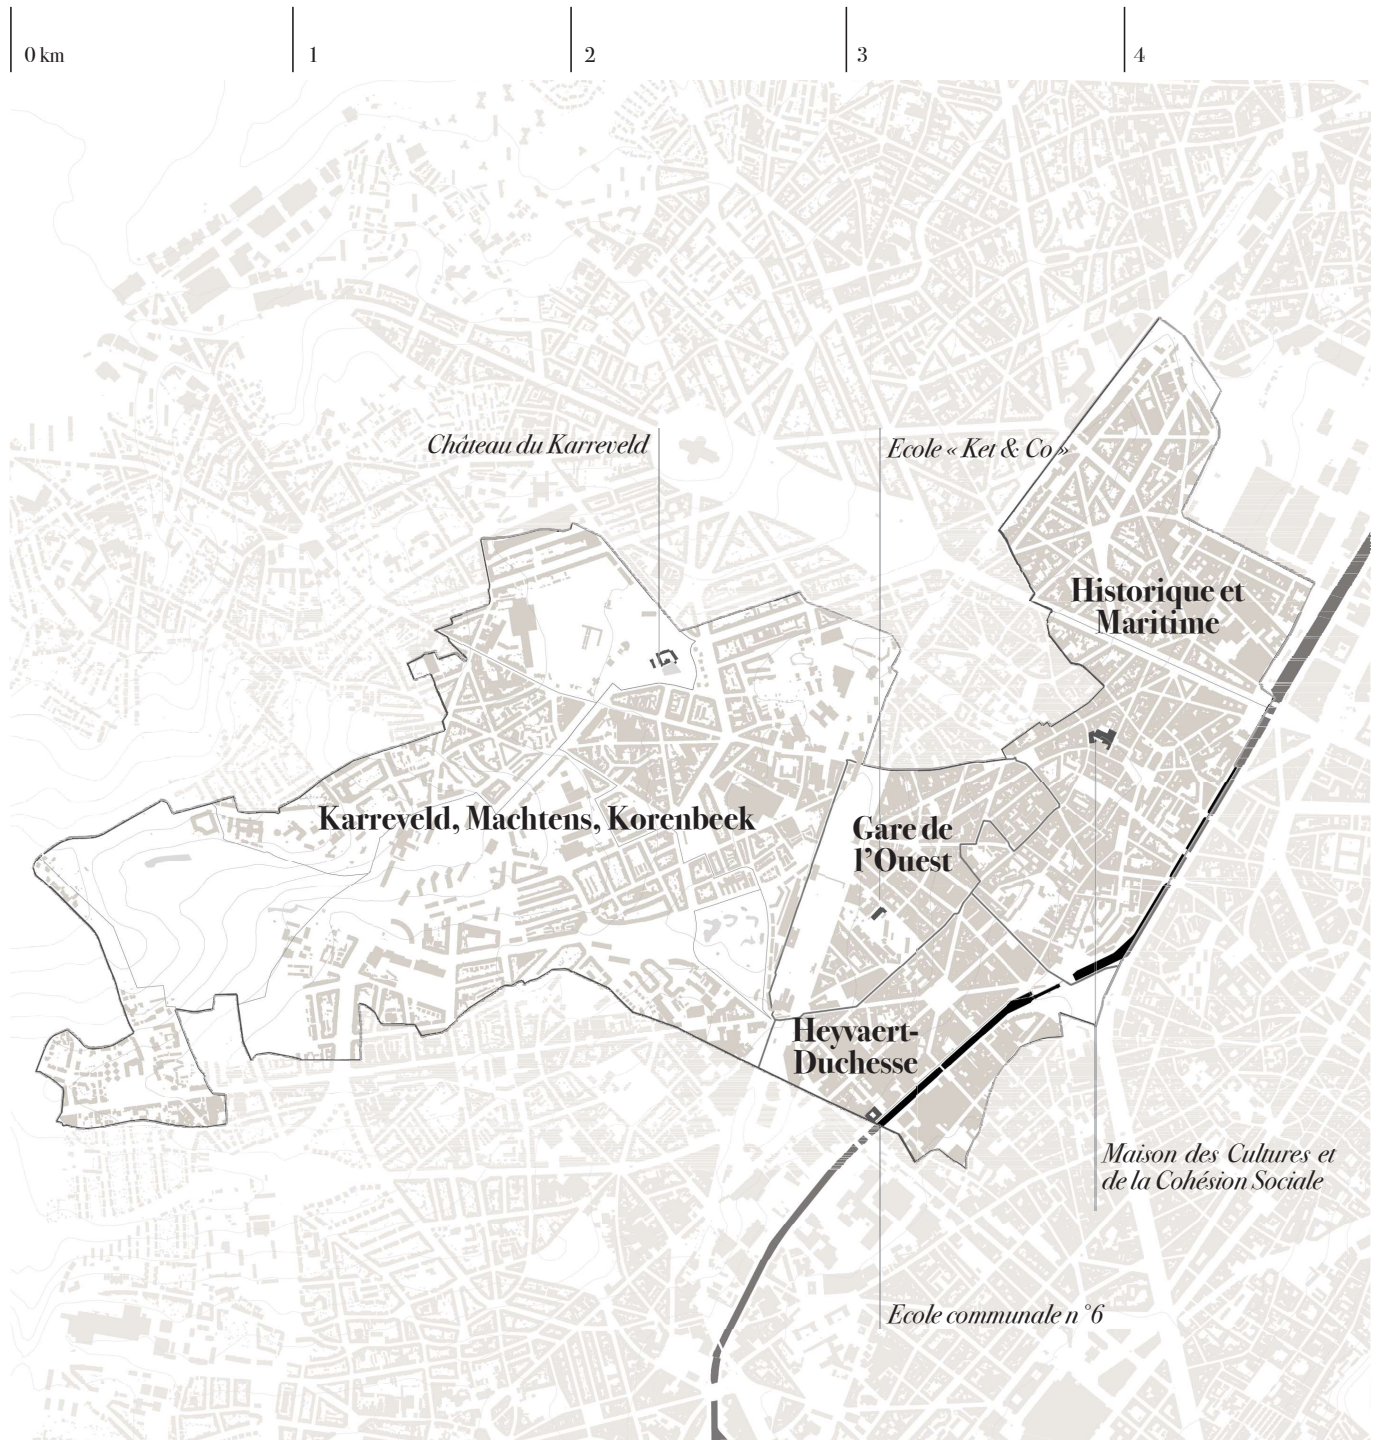 0 km
1
2
3
4
Château du Karreveld
Ecole « Ket & Co »
Historique et
Maritime
Karreveld, Machtens, Korenbeek
Gare de
l’Ouest
Heyvaert-
Duchesse
Maison des Cultures et
de la Cohésion Sociale
Ecole communale n°6